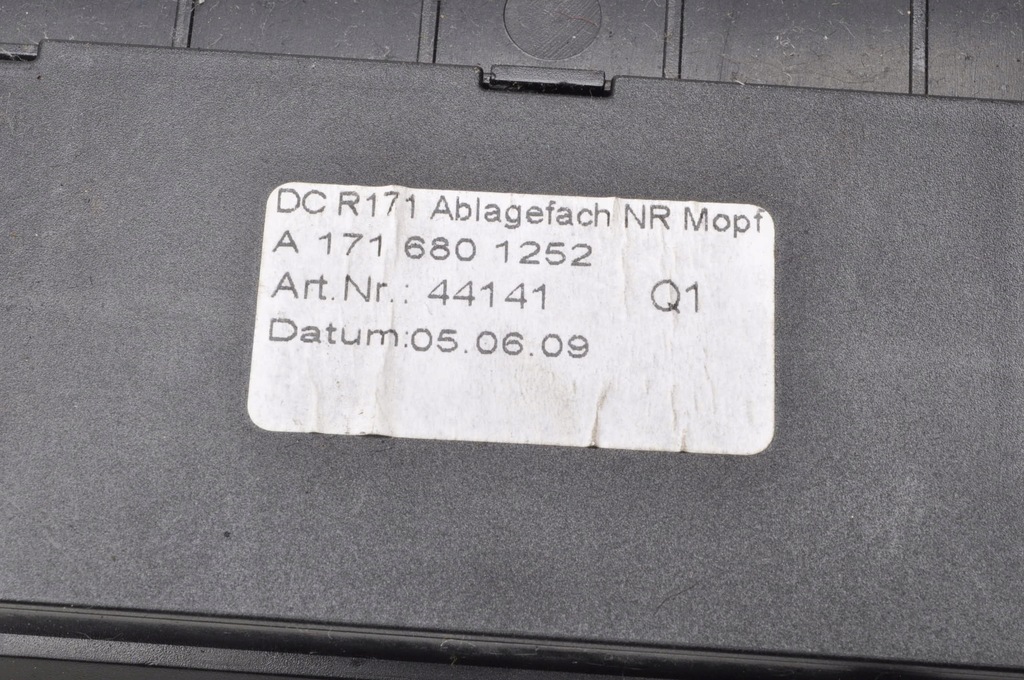 DC R171 Ablagefach NR Mopf
A 171 680 1252
Art.Nr.: 44141 Q1
Datum:05.06.09